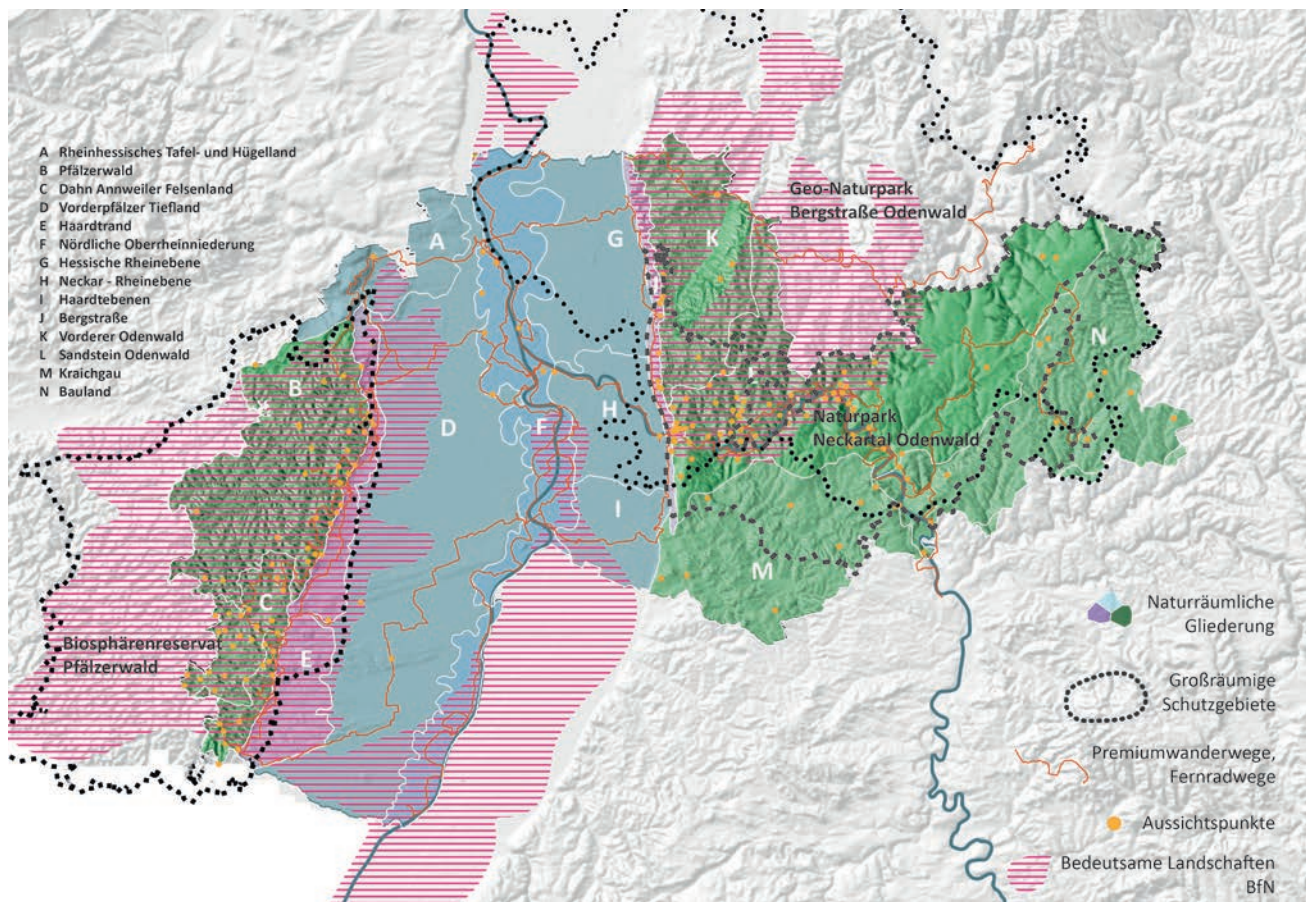 A Rheinhessisches Tafel- und Hügelland
B Pfälzerwald
C Dahn Annweiler Felsenland
D Vorderpfälzer Tiefland
E Haardtrand
F Nördliche Oberrheinniederung
G Hessische Rheinebene
H Neckar - Rheinebene
I Haardtebenen
J Bergstraße
K Vorderer Odenwald
L Sandstein Odenwald
M Kraichgau
N Bauland
Geo-Naturpark
Bergstraße Odenwald
A
G
K
J
B
N
D
F
H
L
Naturpark
Neckartal Odenwald
I
M
C
Biosphärenreservat
Pfälzerwald
E
Naturräumliche
Gliederung
Großräumige
Schutzgebiete
Premiumwanderwege,
Fernradwege
Aussichtspunkte
Bedeutsame Landschaften
BfN